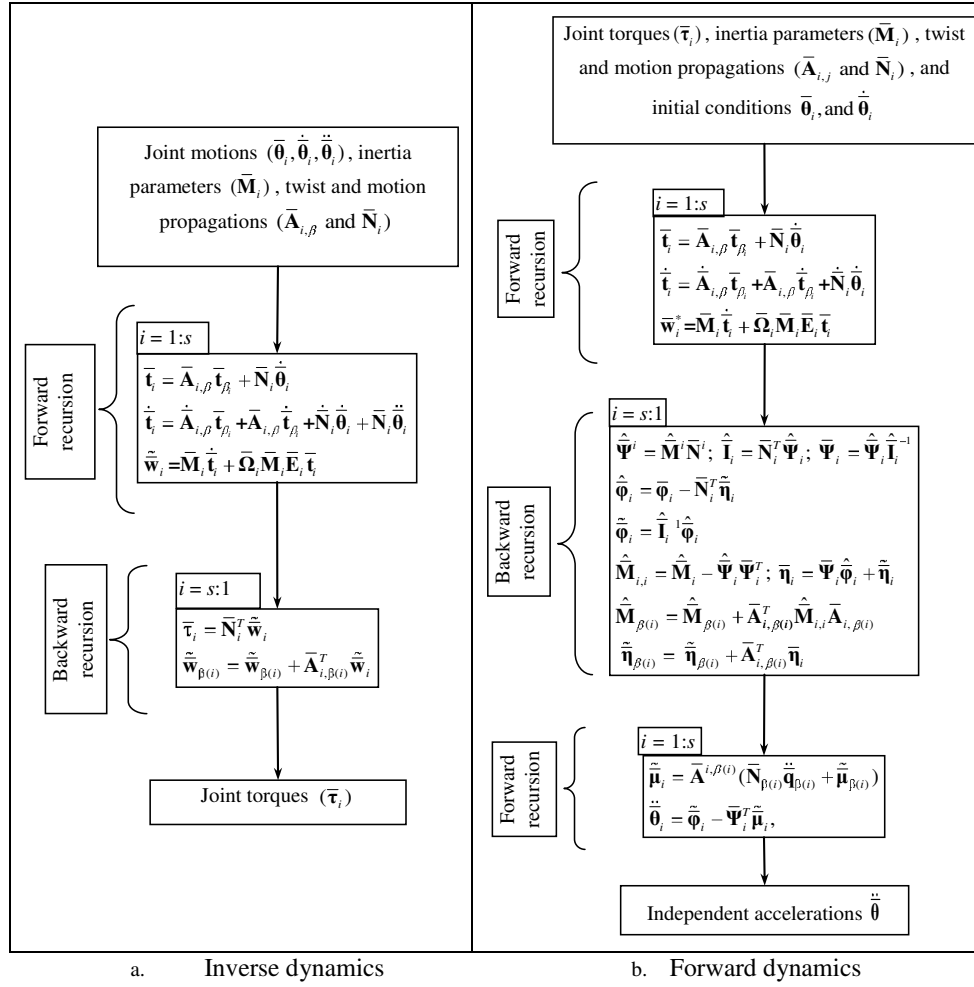 Joint motions (θ̄_i, θ̄̇_i, θ̄̈_i), inertia
parameters (M̄_i), twist and motion
propagations (Ā_{i,β} and N̄_i)
Forward
recursion
i = 1:s
t̄_i = Ā_{i,β} t̄_{β_i} + N̄_i θ̄̇_i
t̄̇_i = Ā̇_{i,β} t̄_{β_i} + Ā_{i,β} t̄̇_{β_i} + N̄̇_i θ̄̇_i + N̄_i θ̄̈_i
w̄̃_i = M̄_i t̄̇_i + Ω̄_i M̄_i Ē_i t̄_i
Backward
recursion
i = s:1
τ̄_i = N̄_i^T w̄̃_i
w̄̃_{β(i)} = w̄̃_{β(i)} + Ā_{i,β(i)}^T w̄̃_i
Joint torques (τ̄_i)
a. Inverse dynamics
Joint torques (τ̄_i), inertia parameters (M̄_i), twist
and motion propagations (Ā_{i,j} and N̄_i), and
initial conditions θ̄_i, and θ̄̇_i
Forward
recursion
i = 1:s
t̄_i = Ā_{i,β} t̄_{β_i} + N̄_i θ̄̇_i
t̄̇_i = Ā̇_{i,β} t̄_{β_i} + Ā_{i,β} t̄̇_{β_i} + N̄̇_i θ̄̇_i
w̄_i^* = M̄_i t̄̇_i + Ω̄_i M̄_i Ē_i t̄_i
Backward
recursion
i = s:1
Ψ̄̂^i = M̄̂^i N̄^i; Ī̂_i = N̄_i^T Ψ̄̂_i; Ψ̄_i = Ψ̄̂_i Ī̂_i^{-1}
φ̄̂_i = φ̄_i − N̄_i^T η̄̃_i
φ̄̃_i = Ī̂_i^{1} φ̄̂_i
M̄̂_{i,i} = M̄̂_i − Ψ̄̂_i Ψ̄_i^T; η̄_i = Ψ̄_i φ̄̂_i + η̄̃_i
M̄̂_{β(i)} = M̄̂_{β(i)} + Ā_{i,β(i)}^T M̄̂_{i,i} Ā_{i,β(i)}
η̄̃_{β(i)} = η̄̃_{β(i)} + Ā_{i,β(i)}^T η̄_i
Forward
recursion
i = 1:s
μ̄̃_i = Ā^{i,β(i)} (N̄_{β(i)} q̄̈_{β(i)} + μ̄̃_{β(i)})
θ̄̈_i = φ̄̃_i − Ψ̄_i^T μ̄̃_i,
Independent accelerations θ̄̈
b. Forward dynamics